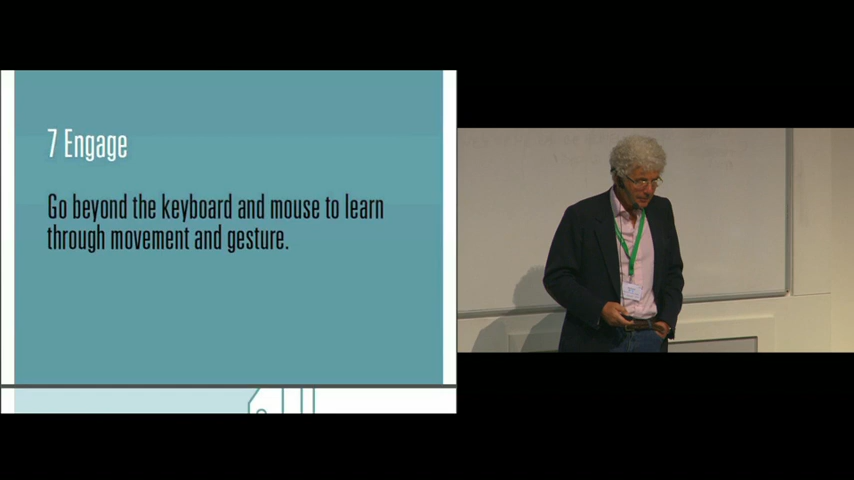 7 Engage
Go beyond the keyboard and mouse to learn
through movement and gesture.